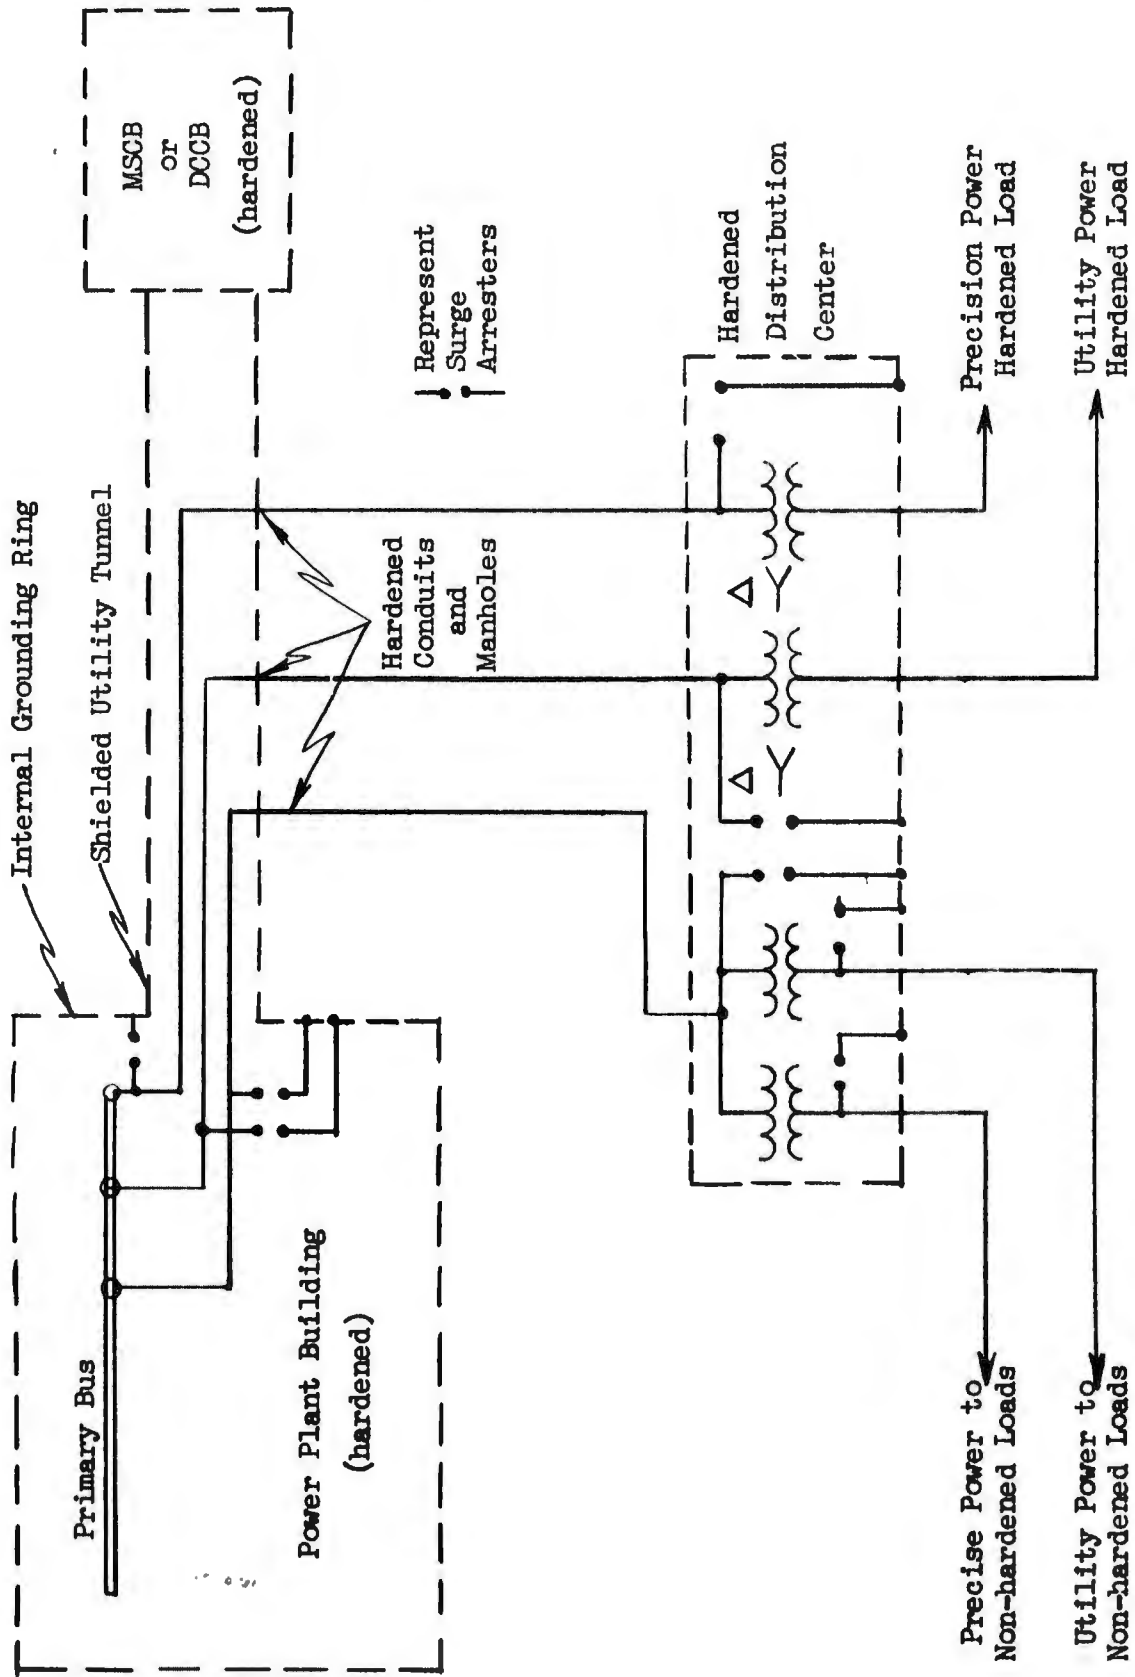 Internal Grounding Ring
Shielded Utility Tunnel
MSCB
or
DCCB
(hardened)
Primary Bus
Power Plant Building
(hardened)
Represent
Surge
Arresters
Hardened
Conduits
and
Manholes
Hardened
Distribution
Center
Δ
Y
Δ
Y
Precision Power
Hardened Load
Utility Power
Hardened Load
Precise Power to
Non-hardened Loads
Utility Power to
Non-hardened Loads